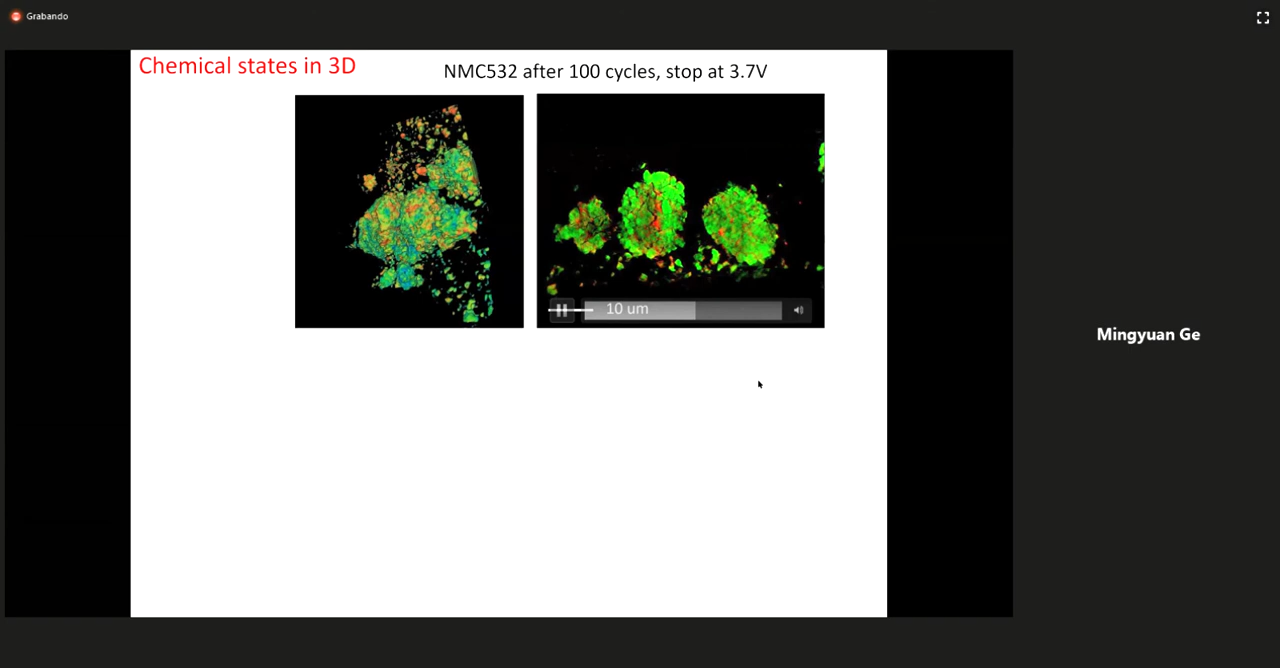 Grabando
Chemical states in 3D
NMC532 after 100 cycles, stop at 3.7V
10 um
Mingyuan Ge